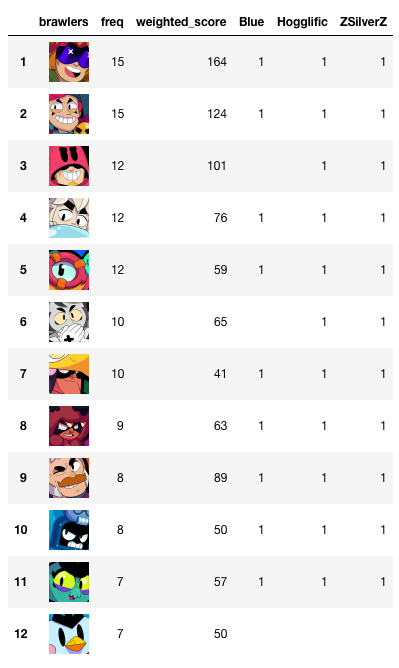 brawlers freq weighted_score Blue Hogglific ZSilverZ
1 15 164 1 1 1
2 15 124 1 1 1
3 12 101 1 1
4 12 76 1 1 1
5 12 59 1 1 1
6 10 65 1 1
7 10 41 1 1 1
8 9 63 1 1 1
9 8 89 1 1 1
10 8 50 1 1 1
11 7 57 1 1 1
12 7 50